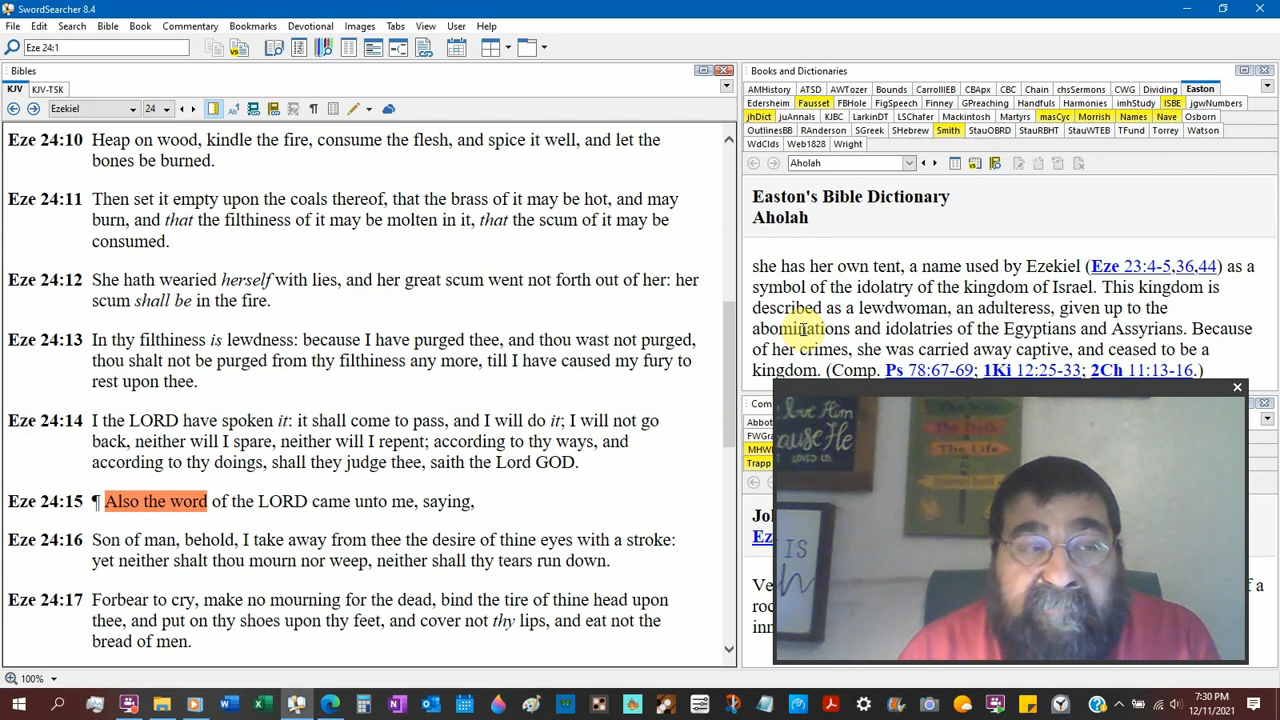 SwordSearcher 8.4
File Edit Search Bible Book Commentary Bookmarks Devotional Images Tabs View User Help
Eze 24:1
Bibles
KJV KJV-TSK
Ezekiel 24
Eze 24:10 Heap on wood, kindle the fire, consume the flesh, and spice it well, and let the
bones be burned.
Eze 24:11 Then set it empty upon the coals thereof, that the brass of it may be hot, and may
burn, and that the filthiness of it may be molten in it, that the scum of it may be
consumed.
Eze 24:12 She hath wearied herself with lies, and her great scum went not forth out of her: her
scum shall be in the fire.
Eze 24:13 In thy filthiness is lewdness: because I have purged thee, and thou wast not purged,
thou shalt not be purged from thy filthiness any more, till I have caused my fury to
rest upon thee.
Eze 24:14 I the LORD have spoken it: it shall come to pass, and I will do it; I will not go
back, neither will I spare, neither will I repent; according to thy ways, and
according to thy doings, shall they judge thee, saith the Lord GOD.
Eze 24:15 ¶ Also the word of the LORD came unto me, saying,
Eze 24:16 Son of man, behold, I take away from thee the desire of thine eyes with a stroke:
yet neither shalt thou mourn nor weep, neither shall thy tears run down.
Eze 24:17 Forbear to cry, make no mourning for the dead, bind the tire of thine head upon
thee, and put on thy shoes upon thy feet, and cover not thy lips, and eat not the
bread of men.
100%
Books and Dictionaries
AMHistory ATSD AWTozer Bounds CarrollIEB CBApx CBC Chain chsSermons CWG Dividing Easton
Edersheim Fausset FBHole FigSpeech Finney GPreaching Handfuls Harmonies imhStudy ISBE jgwNumbers
jhDict juAnnals KJBC LarkinDT LSChafer Mackintosh Martyrs masCyc Morrish Names Nave Osborn
OutlinesBB RAnderson SGreek SHebrew Smith StauOBRD StauRBHT StauWTEB TFund Torrey Watson
WdClds Web1828 Wright
Aholah
Easton's Bible Dictionary
Aholah
she has her own tent, a name used by Ezekiel (Eze 23:4-5,36,44) as a
symbol of the idolatry of the kingdom of Israel. This kingdom is
described as a lewdwoman, an adulteress, given up to the
abominations and idolatries of the Egyptians and Assyrians. Because
of her crimes, she was carried away captive, and ceased to be a
kingdom. (Comp. Ps 78:67-69; 1Ki 12:25-33; 2Ch 11:13-16.)
Com
Abbot
FWGra
MHW
Trapp
Joh
Ez
Ve
roc
inn
f a
Love Him
cause He
LOVED US.
The Truth
The Life
IS
7:30 PM
12/11/2021